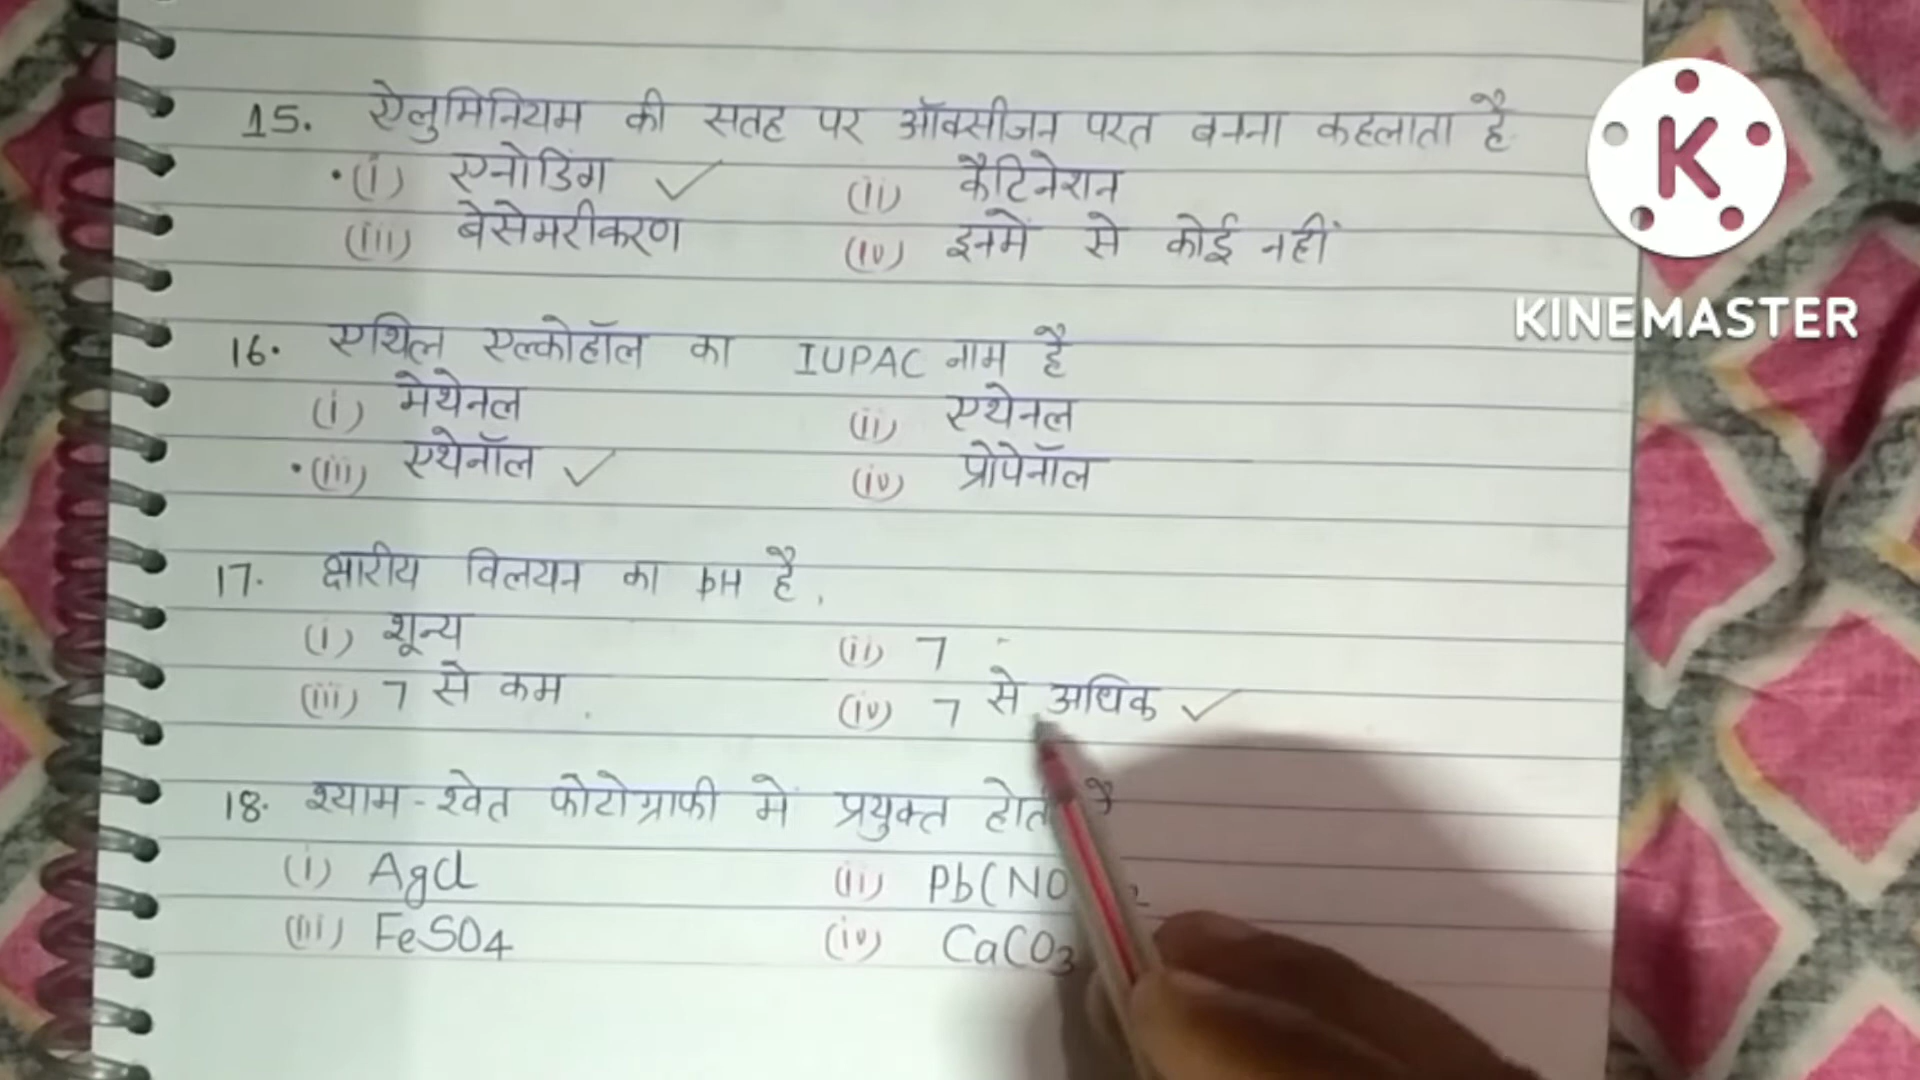 15. ऐलुमिनियम की सतह पर ऑक्सीजन परत बनना कहलाता है
(i) एनोडिंग ✓ (ii) कैटिनेशन
(iii) बेसेमरीकरण (iv) इनमें से कोई नहीं
16. एथिल एल्कोहॉल का IUPAC नाम है
(i) मेथेनल (ii) एथेनल
(iii) एथेनॉल ✓ (iv) प्रोपेनॉल
17. क्षारीय विलयन का pH है.
(i) शून्य (ii) 7
(iii) 7 से कम (iv) 7 से अधिक ✓
18. श्याम-श्वेत फोटोग्राफी में प्रयुक्त
(i) AgCl (ii) Pb(NO
(iii) FeSO4 (iv) CaCO3
K
KINEMASTER